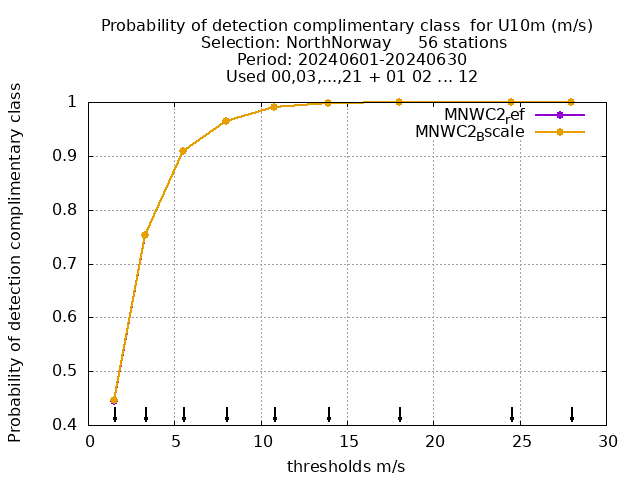 Probability of detection complimentary class for U10m (m/s)
Selection: NorthNorway 56 stations
Period: 20240601-20240630
Used 00,03,...,21 + 01 02 ... 12
Probability of detection complimentary class
1
0.9
0.8
0.7
0.6
0.5
0.4
MNWC2ref
MNWC2Bscale
0 5 10 15 20 25 30
thresholds m/s